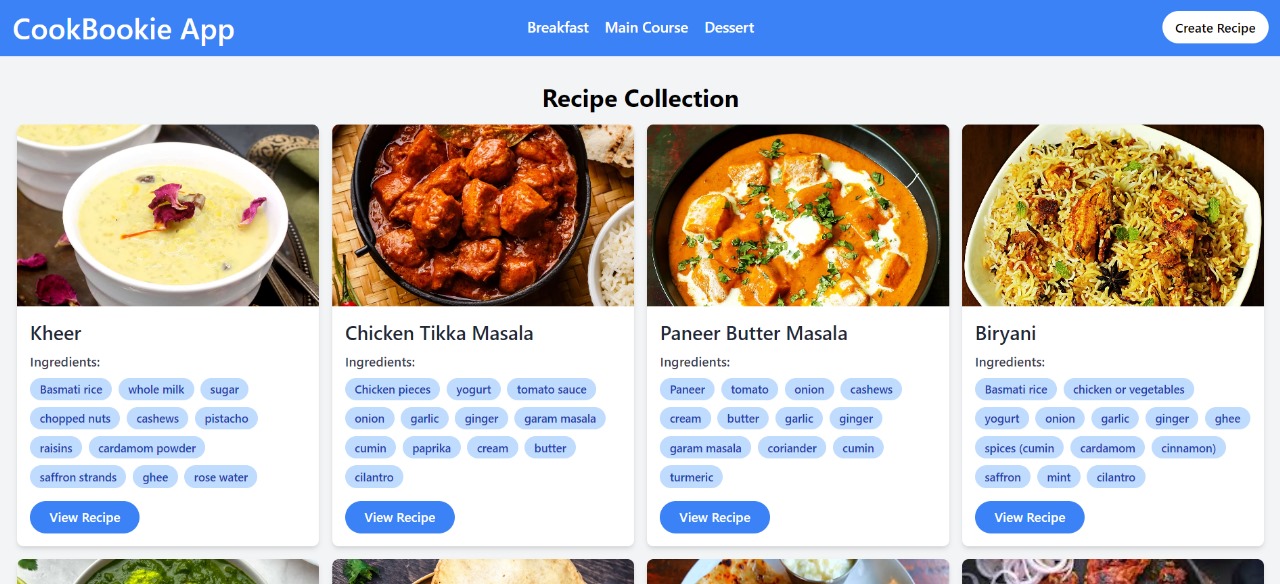 CookBookie App
Breakfast Main Course Dessert
Create Recipe
Recipe Collection
Kheer
Ingredients:
Basmati rice whole milk sugar
chopped nuts cashews pistacho
raisins cardamom powder
saffron strands ghee rose water
View Recipe
Chicken Tikka Masala
Ingredients:
Chicken pieces yogurt tomato sauce
onion garlic ginger garam masala
cumin paprika cream butter
cilantro
View Recipe
Paneer Butter Masala
Ingredients:
Paneer tomato onion cashews
cream butter garlic ginger
garam masala coriander cumin
turmeric
View Recipe
Biryani
Ingredients:
Basmati rice chicken or vegetables
yogurt onion garlic ginger ghee
spices (cumin cardamom cinnamon)
saffron mint cilantro
View Recipe